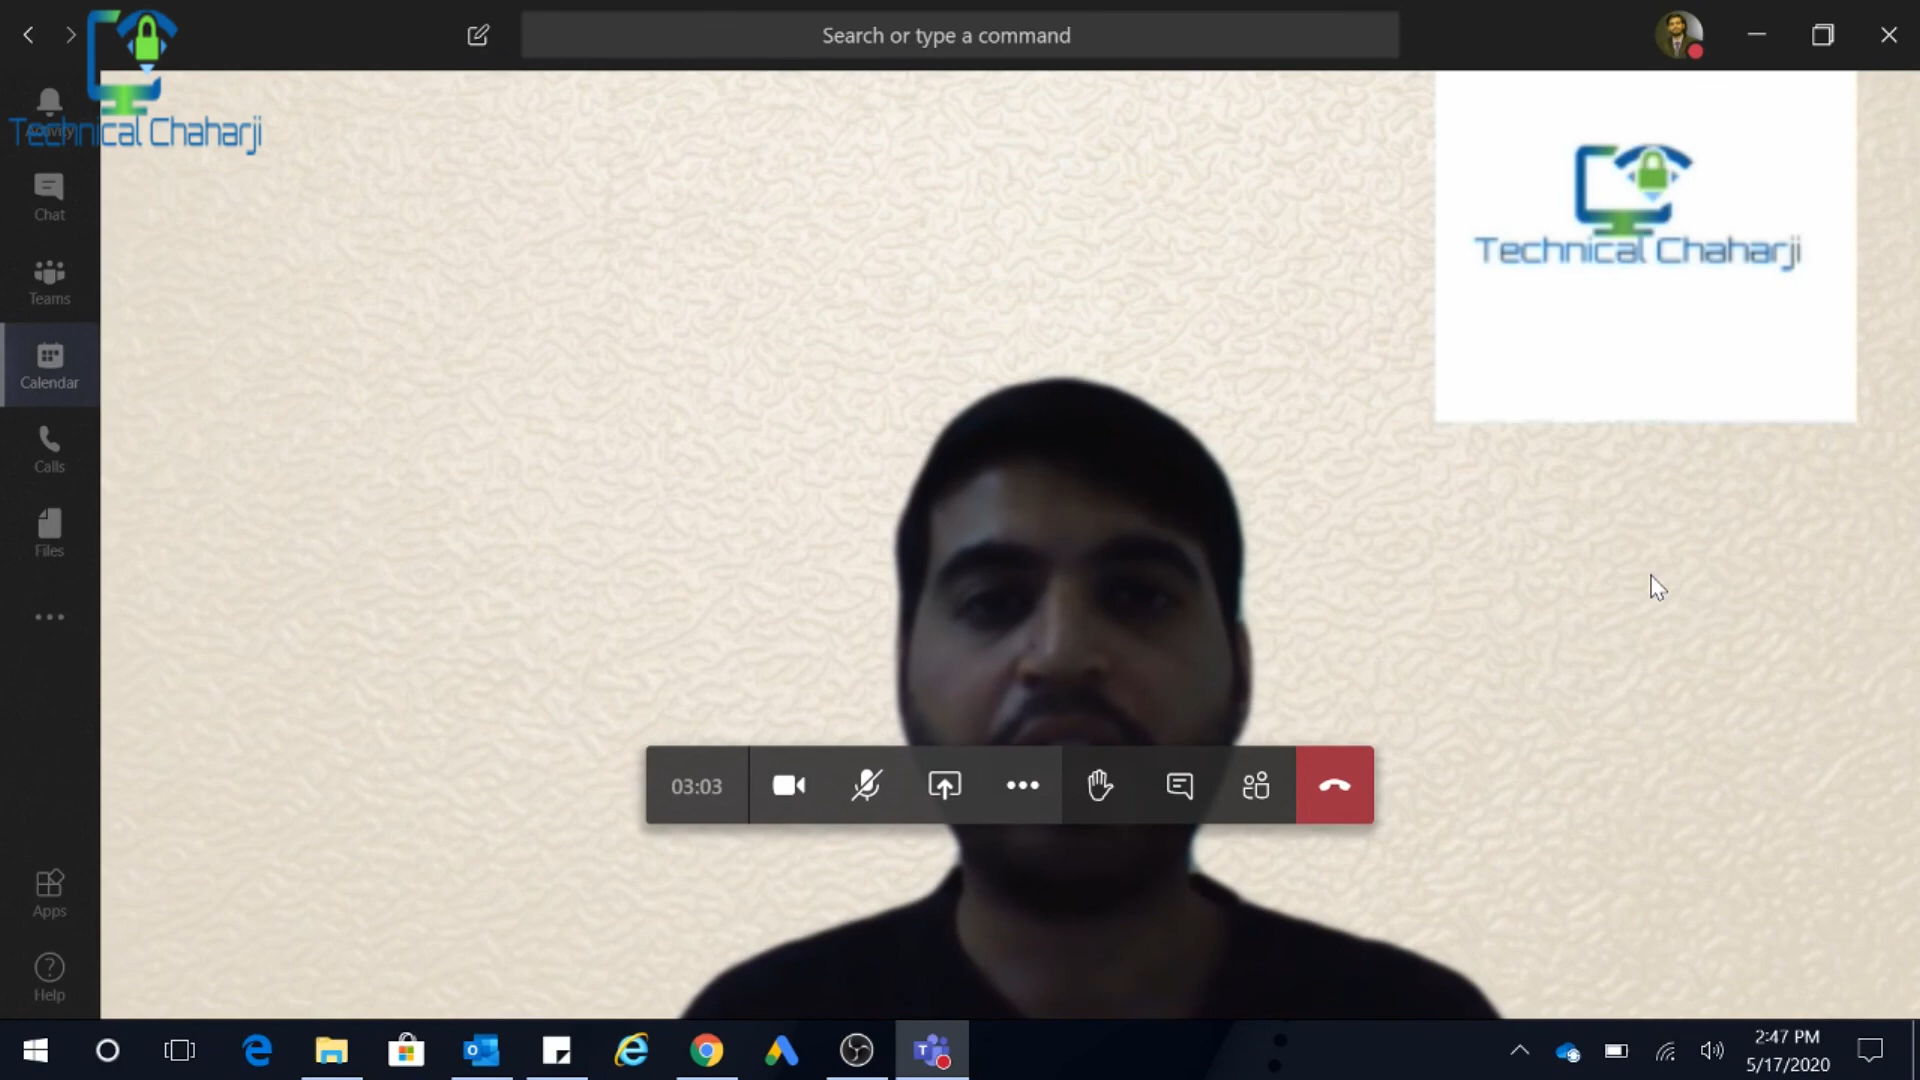 Search or type a command
Activity
Technical Chaharji
Chat
Teams
Calendar
Calls
Files
Apps
Help
Technical Chaharji
03:03
2:47 PM
5/17/2020